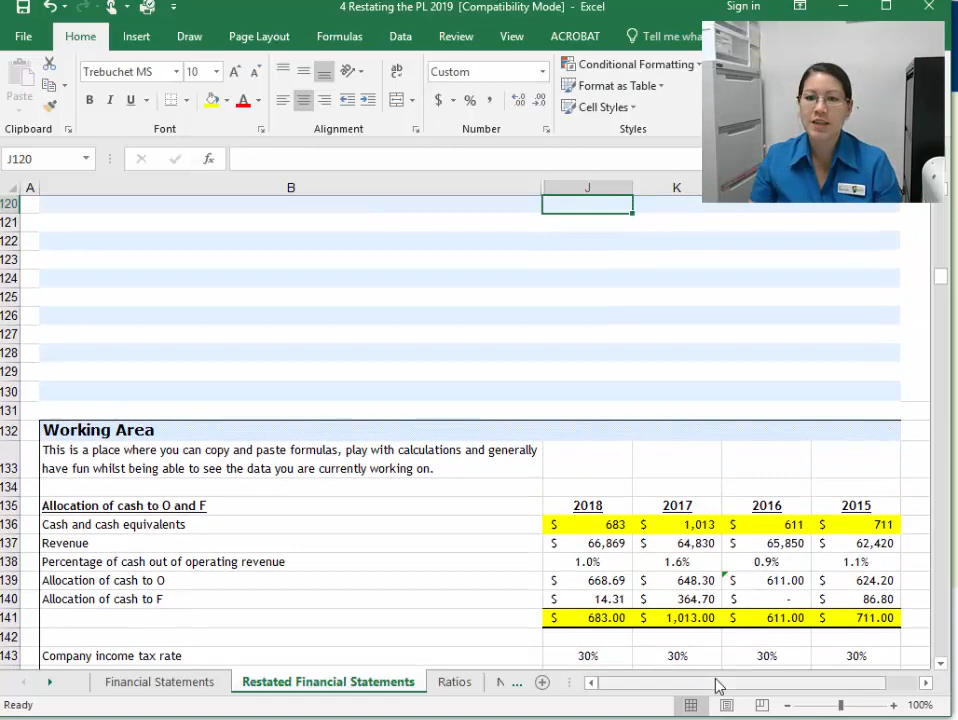 4 Restating the PL 2019 [Compatibility Mode] - Excel
Sign in
File Home Insert Draw Page Layout Formulas Data Review View ACROBAT Tell me wha
Paste
Trebuchet MS 10
Custom
Conditional Formatting
Format as Table
Cell Styles
B I U
Clipboard Font Alignment Number Styles
J120 fx
A B J K
120
121
122
123
124
125
126
127
128
129
130
131
132 Working Area
This is a place where you can copy and paste formulas, play with calculations and generally
133 have fun whilst being able to see the data you are currently working on.
134
135 Allocation of cash to O and F 2018 2017 2016 2015
136 Cash and cash equivalents $ 683 $ 1,013 $ 611 $ 711
137 Revenue $ 66,869 $ 64,830 $ 65,850 $ 62,420
138 Percentage of cash out of operating revenue 1.0% 1.6% 0.9% 1.1%
139 Allocation of cash to O $ 668.69 $ 648.30 $ 611.00 $ 624.20
140 Allocation of cash to F $ 14.31 $ 364.70 $ - $ 86.80
141 $ 683.00 $ 1,013.00 $ 611.00 $ 711.00
142
143 Company income tax rate 30% 30% 30% 30%
Financial Statements Restated Financial Statements Ratios N ...
Ready 100%